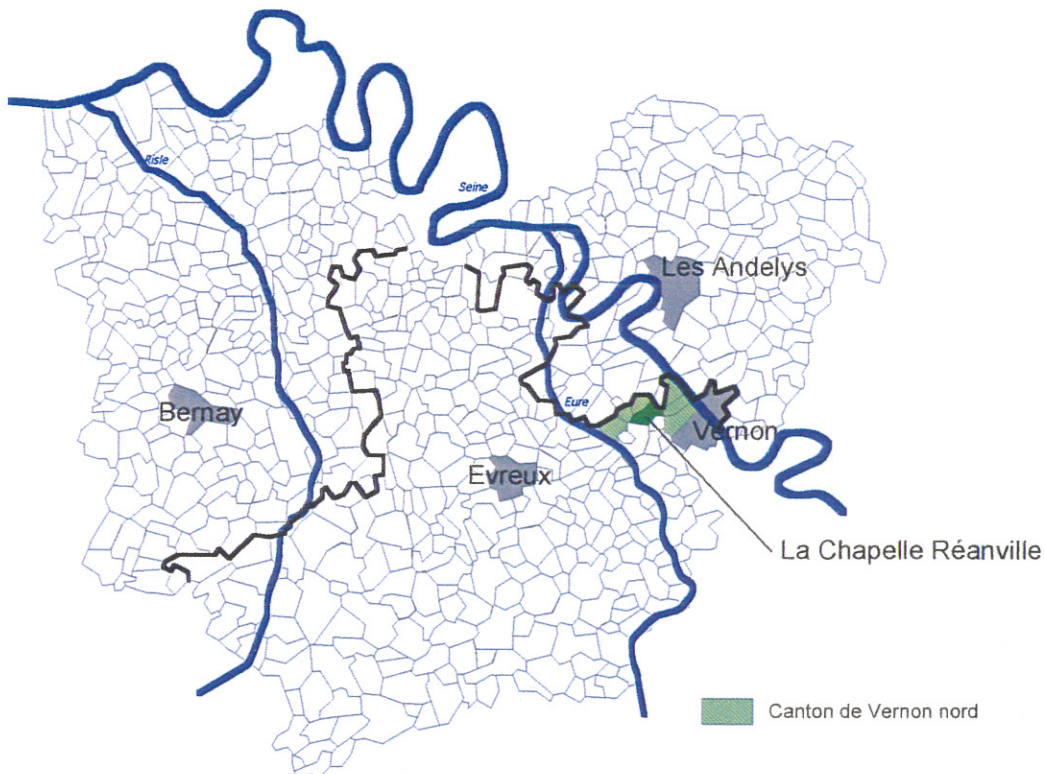 Risle
Seine
Les Andelys
Bernay
Eure
Vernon
Evreux
La Chapelle Réanville
Canton de Vernon nord